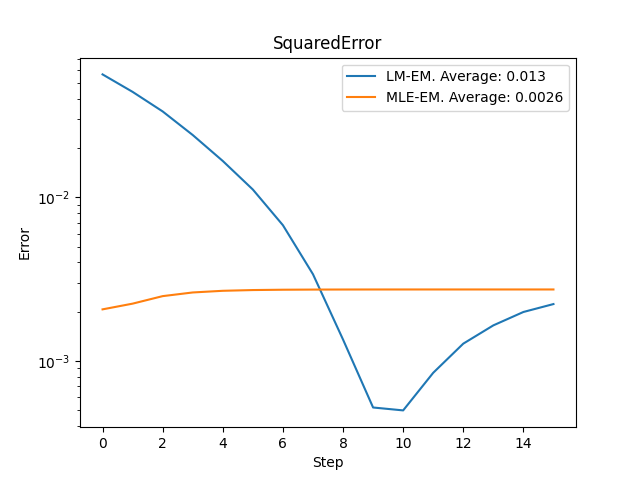 SquaredError
LM-EM. Average: 0.013
MLE-EM. Average: 0.0026
Error
10⁻²
10⁻³
0 2 4 6 8 10 12 14
Step